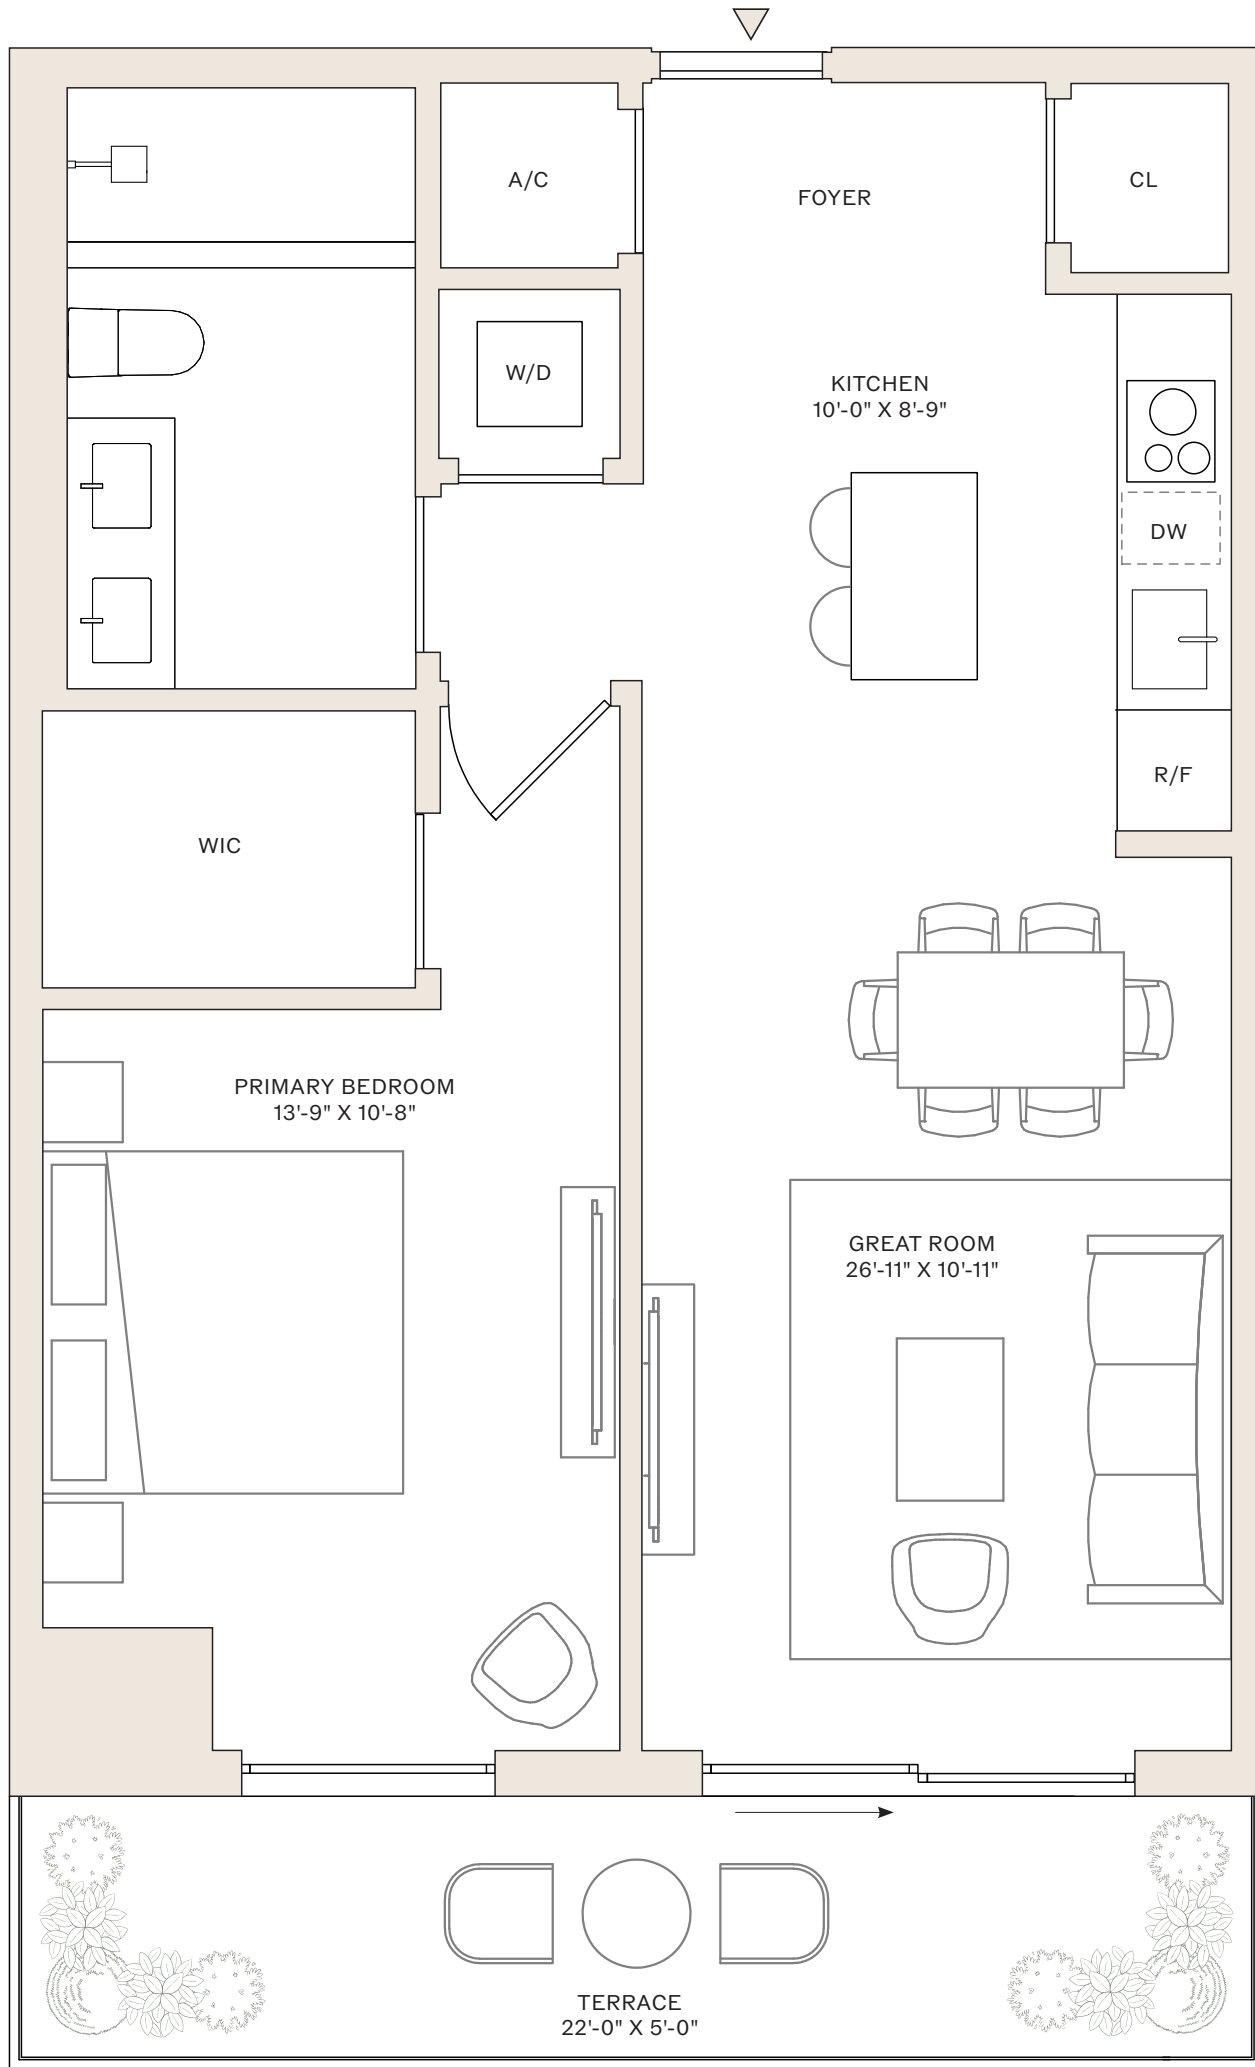 A/C
FOYER
CL
W/D
KITCHEN
10'-0" X 8'-9"
DW
R/F
WIC
PRIMARY BEDROOM
13'-9" X 10'-8"
GREAT ROOM
26'-11" X 10'-11"
TERRACE
22'-0" X 5'-0"